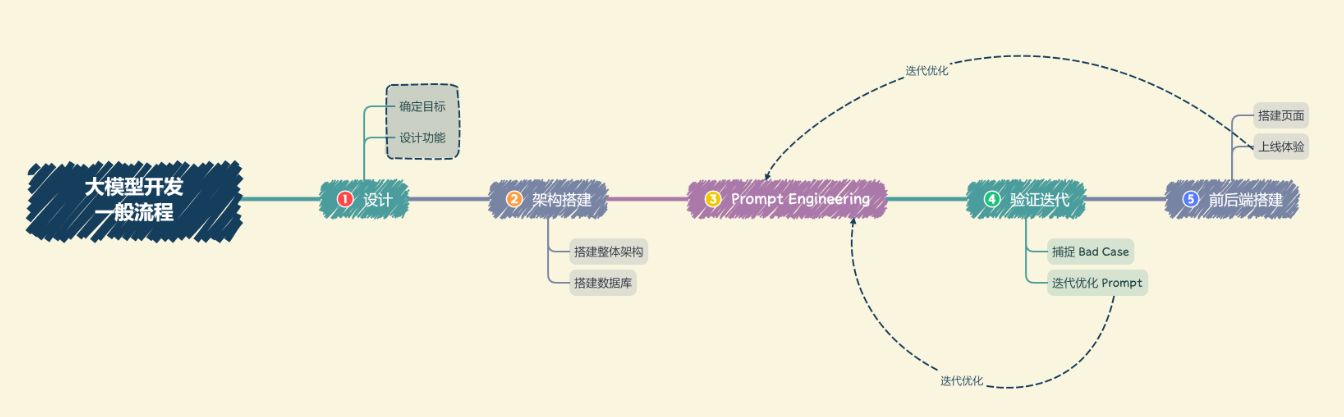 大模型开发
一般流程
确定目标
设计功能
1 设计
2 架构搭建
搭建整体架构
搭建数据库
3 Prompt Engineering
迭代优化
迭代优化
4 验证迭代
捕捉 Bad Case
迭代优化 Prompt
搭建页面
上线体验
5 前后端搭建